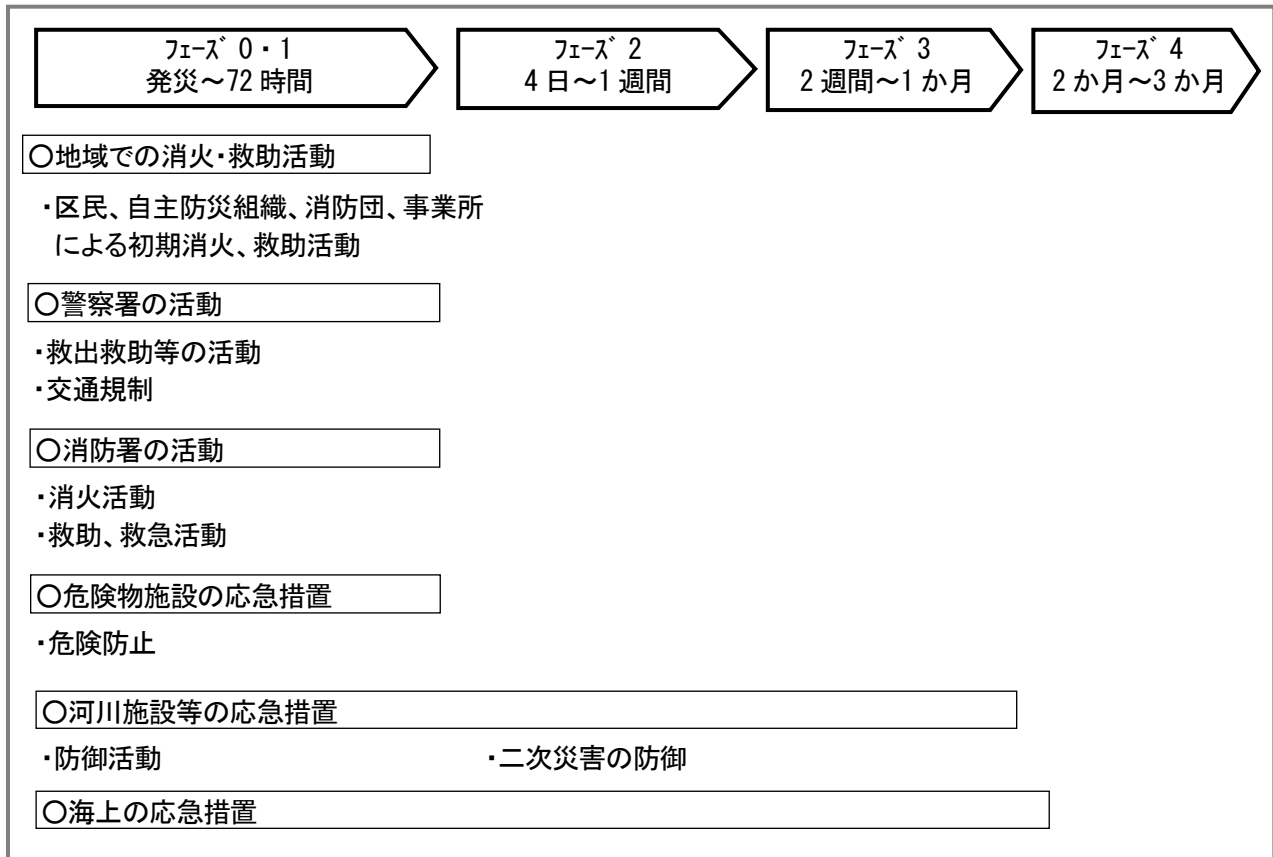 ﾌｪｰｽﾞ 0・1
発災～72 時間
ﾌｪｰｽﾞ 2
4 日～1 週間
ﾌｪｰｽﾞ 3
2 週間～1 か月
ﾌｪｰｽﾞ 4
2 か月～3 か月
○地域での消火・救助活動
・区民、自主防災組織、消防団、事業所
による初期消火、救助活動
○警察署の活動
・救出救助等の活動
・交通規制
○消防署の活動
・消火活動
・救助、救急活動
○危険物施設の応急措置
・危険防止
○河川施設等の応急措置
・防御活動 ・二次災害の防御
○海上の応急措置